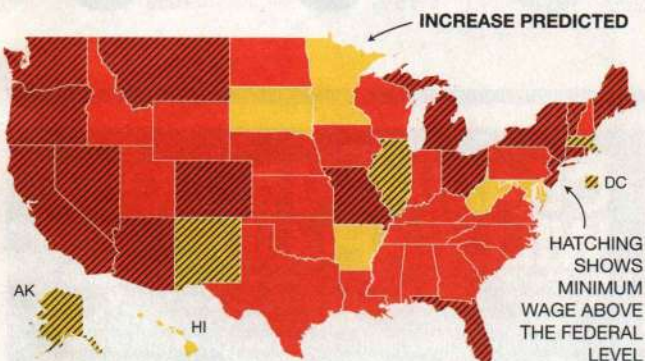 INCREASE PREDICTED
DC
HATCHING
SHOWS
MINIMUM
WAGE ABOVE
THE FEDERAL
LEVEL
AK
HI